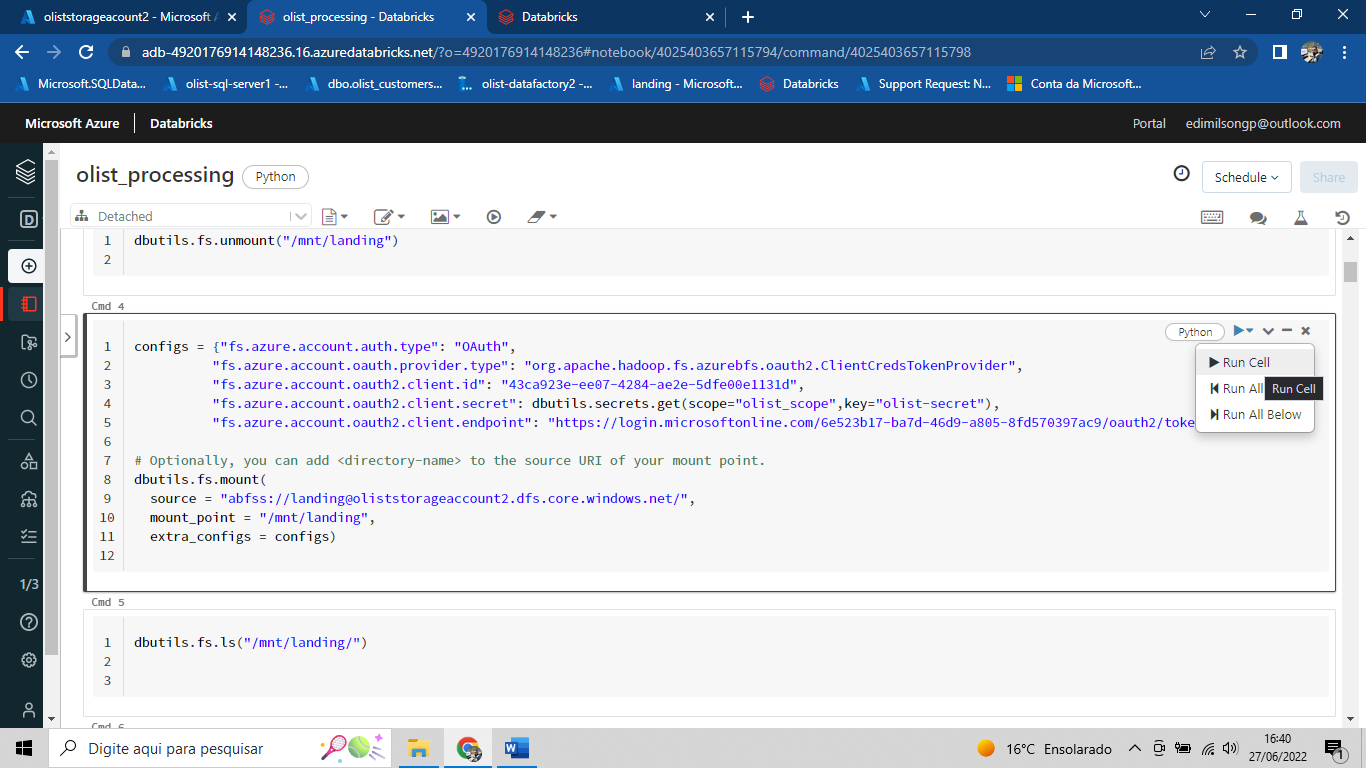 oliststorageacount2 - Microsoft A
olist_processing - Databricks
Databricks
adb-4920176914148236.16.azuredatabricks.net/?o=4920176914148236#notebook/4025403657115794/command/4025403657115798
Microsoft.SQLData...
olist-sql-server1 -...
dbo.olist_customers...
olist-datafactory2 -...
landing - Microsoft...
Databricks
Support Request: N...
Conta da Microsoft...
Microsoft Azure
Databricks
Portal
edimilsongp@outlook.com
olist_processing
Python
Schedule
Share
D
Detached
1 dbutils.fs.unmount("/mnt/landing")
2
Cmd 4
Python
1 configs = {"fs.azure.account.auth.type": "OAuth",
2 "fs.azure.account.oauth.provider.type": "org.apache.hadoop.fs.azurebfs.oauth2.ClientCredsTokenProvider",
3 "fs.azure.account.oauth2.client.id": "43ca923e-ee07-4284-ae2e-5dfe00e1131d",
4 "fs.azure.account.oauth2.client.secret": dbutils.secrets.get(scope="olist_scope",key="olist-secret"),
5 "fs.azure.account.oauth2.client.endpoint": "https://login.microsoftonline.com/6e523b17-ba7d-46d9-a805-8fd570397ac9/oauth2/toke
6
7 # Optionally, you can add <directory-name> to the source URI of your mount point.
8 dbutils.fs.mount(
9 source = "abfss://landing@oliststorageaccount2.dfs.core.windows.net/",
10 mount_point = "/mnt/landing",
11 extra_configs = configs)
12
Run Cell
Run All
Run Cell
Run All Below
Cmd 5
1 dbutils.fs.ls("/mnt/landing/")
2
3
Cmd 6
1/3
Digite aqui para pesquisar
16°C Ensolarado
16:40
27/06/2022
1